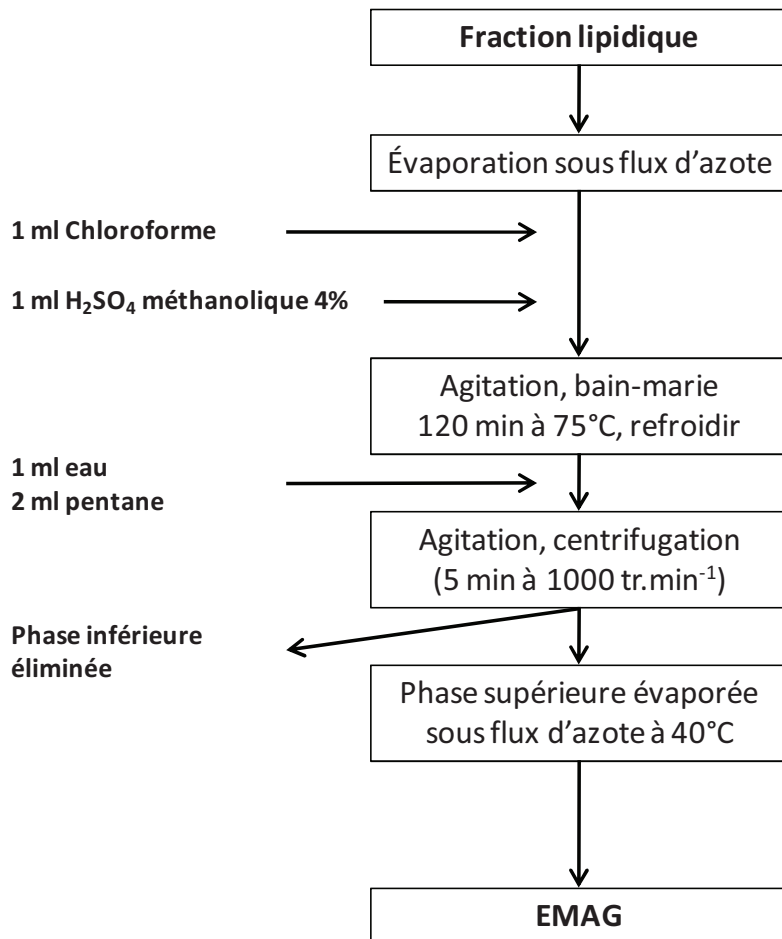 Fraction lipidique
Évaporation sous flux d'azote
1 ml Chloroforme
1 ml H₂SO₄ méthanolique 4%
Agitation, bain-marie
120 min à 75°C, refroidir
1 ml eau
2 ml pentane
Agitation, centrifugation
(5 min à 1000 tr.min⁻¹)
Phase inférieure
éliminée
Phase supérieure évaporée
sous flux d'azote à 40°C
EMAG